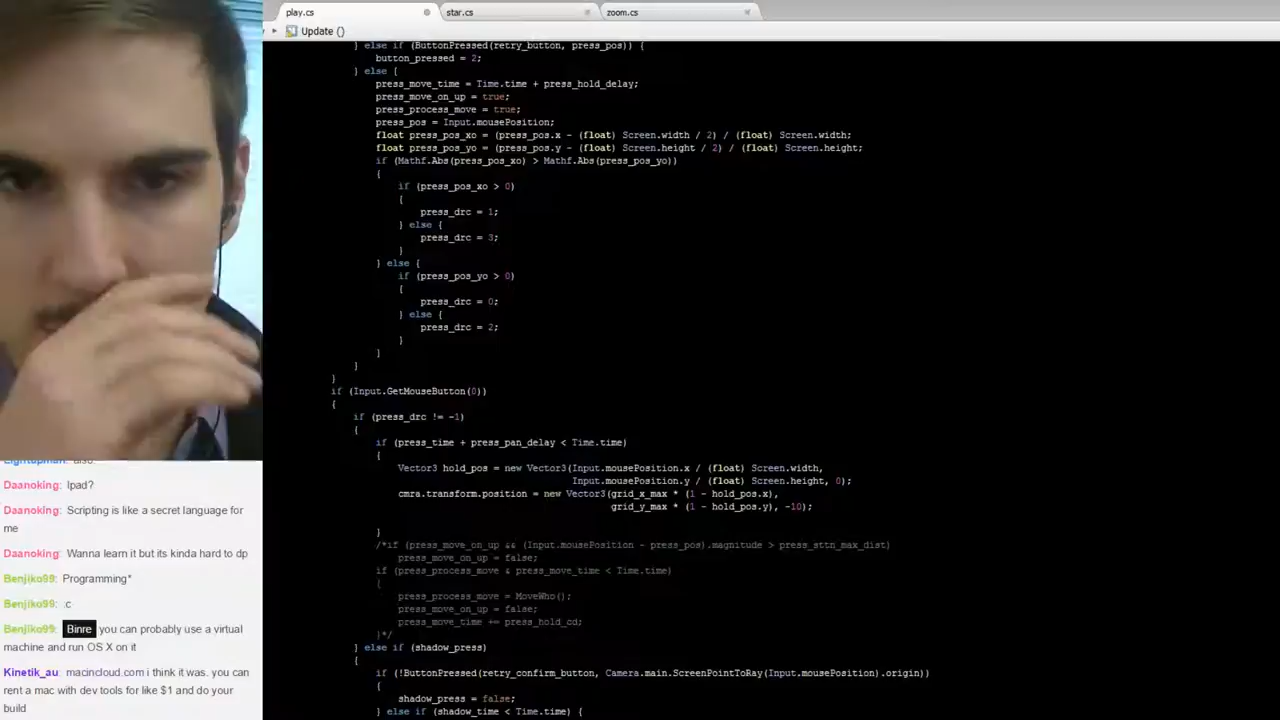 play.cs
star.cs
zoom.cs
Update ()
} else if (ButtonPressed(retry_button, press_pos)) {
button_pressed = 2;
} else {
press_move_time = Time.time + press_hold_delay;
press_move_on_up = true;
press_process_move = true;
press_pos = Input.mousePosition;
float press_pos_xo = (press_pos.x - (float) Screen.width / 2) / (float) Screen.width;
float press_pos_yo = (press_pos.y - (float) Screen.height / 2) / (float) Screen.height;
if (Mathf.Abs(press_pos_xo) > Mathf.Abs(press_pos_yo))
{
if (press_pos_xo > 0)
{
press_drc = 1;
} else {
press_drc = 3;
}
} else {
if (press_pos_yo > 0)
{
press_drc = 0;
} else {
press_drc = 2;
}
}
}
}
if (Input.GetMouseButton(0))
{
if (press_drc != -1)
{
if (press_time + press_pan_delay < Time.time)
{
Vector3 hold_pos = new Vector3(Input.mousePosition.x / (float) Screen.width,
Input.mousePosition.y / (float) Screen.height, 0);
cmra.transform.position = new Vector3(grid_x_max * (1 - hold_pos.x),
grid_y_max * (1 - hold_pos.y), -10);
}
/*if (press_move_on_up && (Input.mousePosition - press_pos).magnitude > press_sttn_max_dist)
press_move_on_up = false;
if (press_process_move & press_move_time < Time.time)
{
press_process_move = MoveWho();
press_move_on_up = false;
press_move_time += press_hold_cd;
}*/
} else if (shadow_press)
{
if (!ButtonPressed(retry_confirm_button, Camera.main.ScreenPointToRay(Input.mousePosition).origin))
{
shadow_press = false;
} else if (shadow_time < Time.time) {
Daanoking: Ipad?
Daanoking: Scripting is like a secret language for
me
Daanoking: Wanna learn it but its kinda hard to dp
Benjiko99: Programming*
Benjiko99: .c
Benjiko99: Binre you can probably use a virtual
machine and run OS X on it
Kinetik_au: macincloud.com i think it was. you can
rent a mac with dev tools for like $1 and do your
build